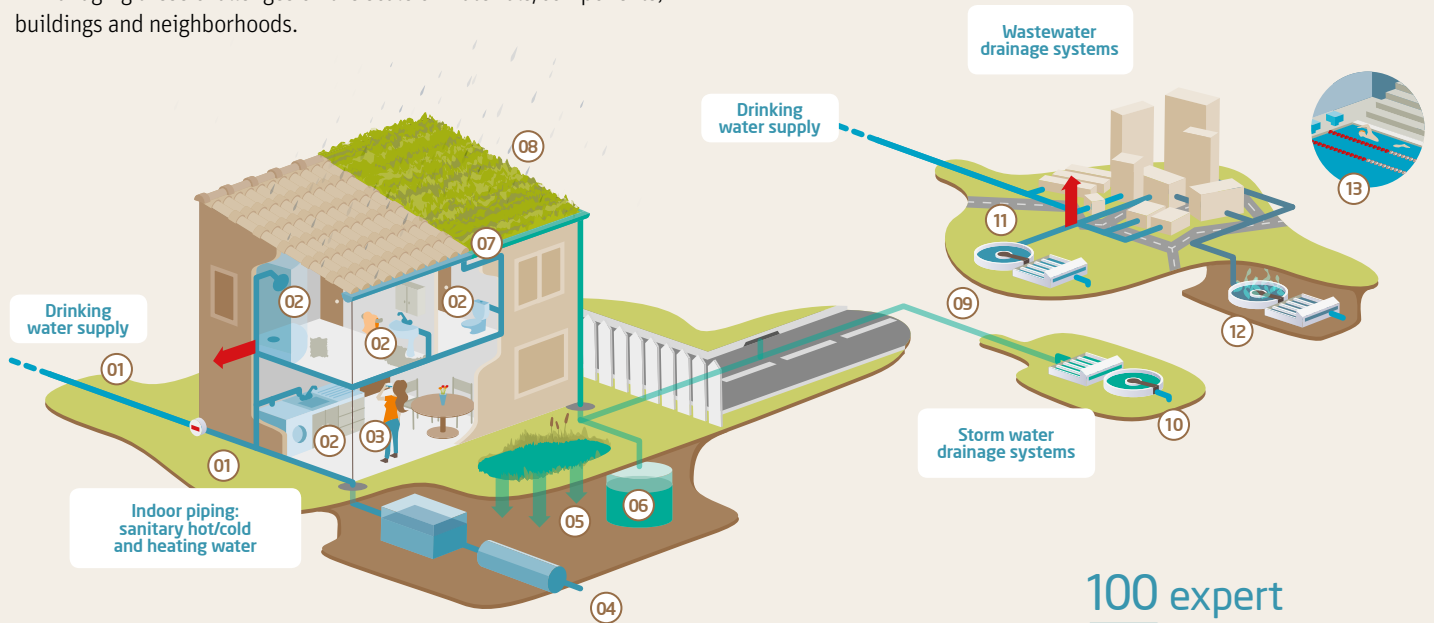 buildings and neighborhoods.
Wastewater
drainage systems
Drinking
water supply
13
08
11
07
02
02
09
Drinking
water supply
02
12
01
10
02
03
Storm water
drainage systems
01
06
05
Indoor piping:
sanitary hot/cold
and heating water
04
100 expert